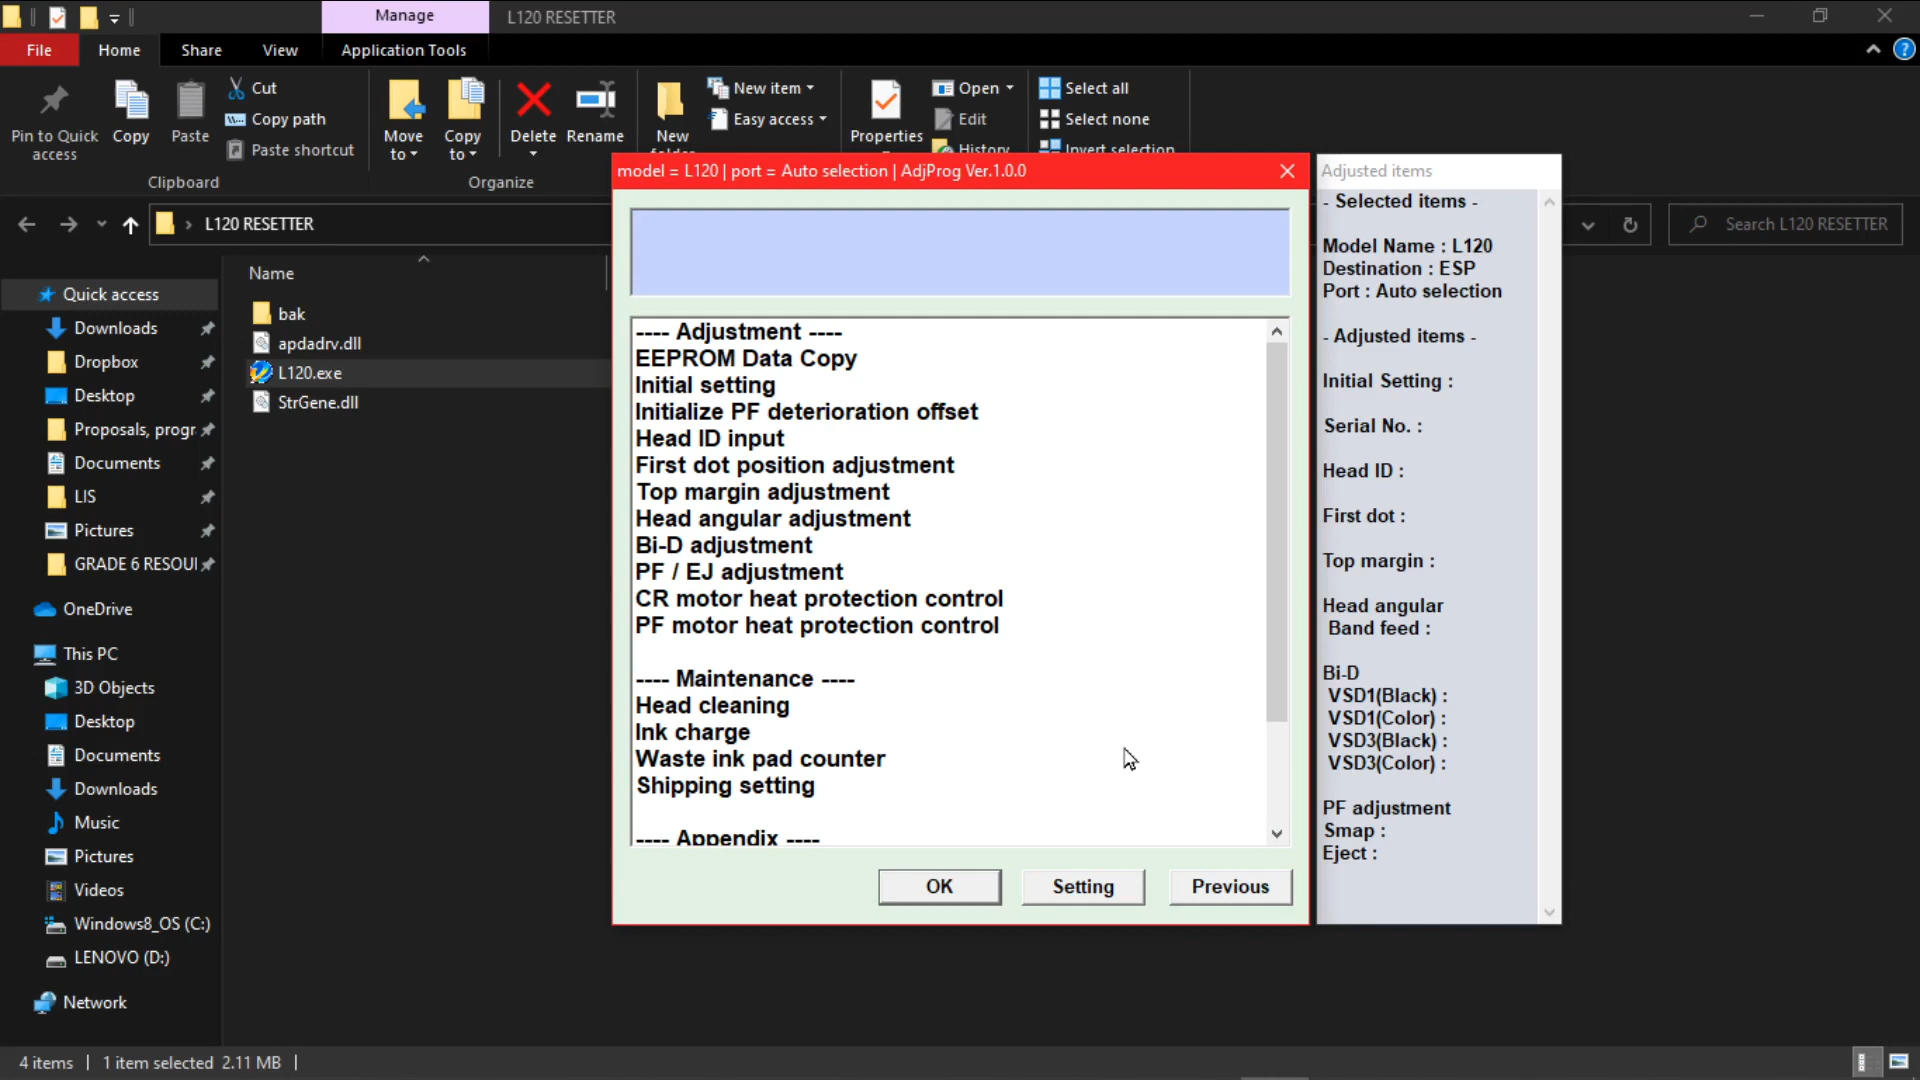 Manage
L120 RESETTER
File
Home
Share
View
Application Tools
Pin to Quick access
Copy
Paste
Cut
Copy path
Paste shortcut
Clipboard
Move to
Copy to
Delete
Rename
Organize
New folder
New item
Easy access
Properties
Open
Edit
History
Select all
Select none
Invert selection
L120 RESETTER
Search L120 RESETTER
Name
bak
apdadrv.dll
L120.exe
StrGene.dll
Quick access
Downloads
Dropbox
Desktop
Proposals, progr
Documents
LIS
Pictures
GRADE 6 RESOU
OneDrive
This PC
3D Objects
Desktop
Documents
Downloads
Music
Pictures
Videos
Windows8_OS (C:)
LENOVO (D:)
Network
4 items
1 item selected 2.11 MB
model = L120 | port = Auto selection | AdjProg Ver.1.0.0
---- Adjustment ----
EEPROM Data Copy
Initial setting
Initialize PF deterioration offset
Head ID input
First dot position adjustment
Top margin adjustment
Head angular adjustment
Bi-D adjustment
PF / EJ adjustment
CR motor heat protection control
PF motor heat protection control
---- Maintenance ----
Head cleaning
Ink charge
Waste ink pad counter
Shipping setting
---- Appendix ----
OK
Setting
Previous
Adjusted items
- Selected items -
Model Name : L120
Destination : ESP
Port : Auto selection
- Adjusted items -
Initial Setting :
Serial No. :
Head ID :
First dot :
Top margin :
Head angular
Band feed :
Bi-D
VSD1(Black) :
VSD1(Color) :
VSD3(Black) :
VSD3(Color) :
PF adjustment
Smap :
Eject :